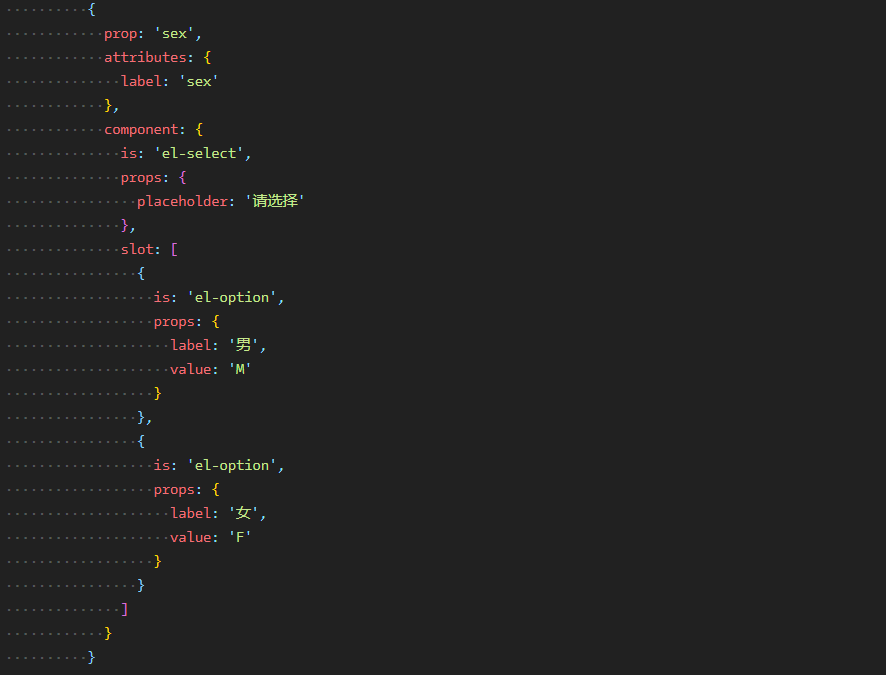 {
prop: 'sex',
attributes: {
label: 'sex'
},
component: {
is: 'el-select',
props: {
placeholder: '请选择'
},
slot: [
{
is: 'el-option',
props: {
label: '男',
value: 'M'
}
},
{
is: 'el-option',
props: {
label: '女',
value: 'F'
}
}
]
}
}